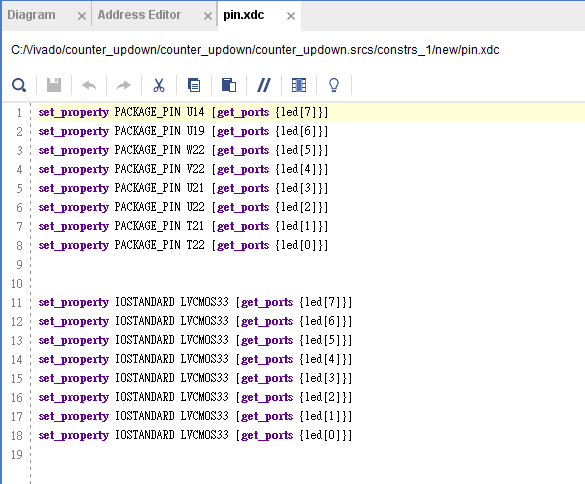 Diagram × Address Editor × pin.xdc ×
C:/Vivado/counter_updown/counter_updown/counter_updown.srcs/constrs_1/new/pin.xdc
//
1 set_property PACKAGE_PIN U14 [get_ports {led[7]}]
2 set_property PACKAGE_PIN U19 [get_ports {led[6]}]
3 set_property PACKAGE_PIN W22 [get_ports {led[5]}]
4 set_property PACKAGE_PIN V22 [get_ports {led[4]}]
5 set_property PACKAGE_PIN U21 [get_ports {led[3]}]
6 set_property PACKAGE_PIN U22 [get_ports {led[2]}]
7 set_property PACKAGE_PIN T21 [get_ports {led[1]}]
8 set_property PACKAGE_PIN T22 [get_ports {led[0]}]
9
10
11 set_property IOSTANDARD LVCMOS33 [get_ports {led[7]}]
12 set_property IOSTANDARD LVCMOS33 [get_ports {led[6]}]
13 set_property IOSTANDARD LVCMOS33 [get_ports {led[5]}]
14 set_property IOSTANDARD LVCMOS33 [get_ports {led[4]}]
15 set_property IOSTANDARD LVCMOS33 [get_ports {led[3]}]
16 set_property IOSTANDARD LVCMOS33 [get_ports {led[2]}]
17 set_property IOSTANDARD LVCMOS33 [get_ports {led[1]}]
18 set_property IOSTANDARD LVCMOS33 [get_ports {led[0]}]
19